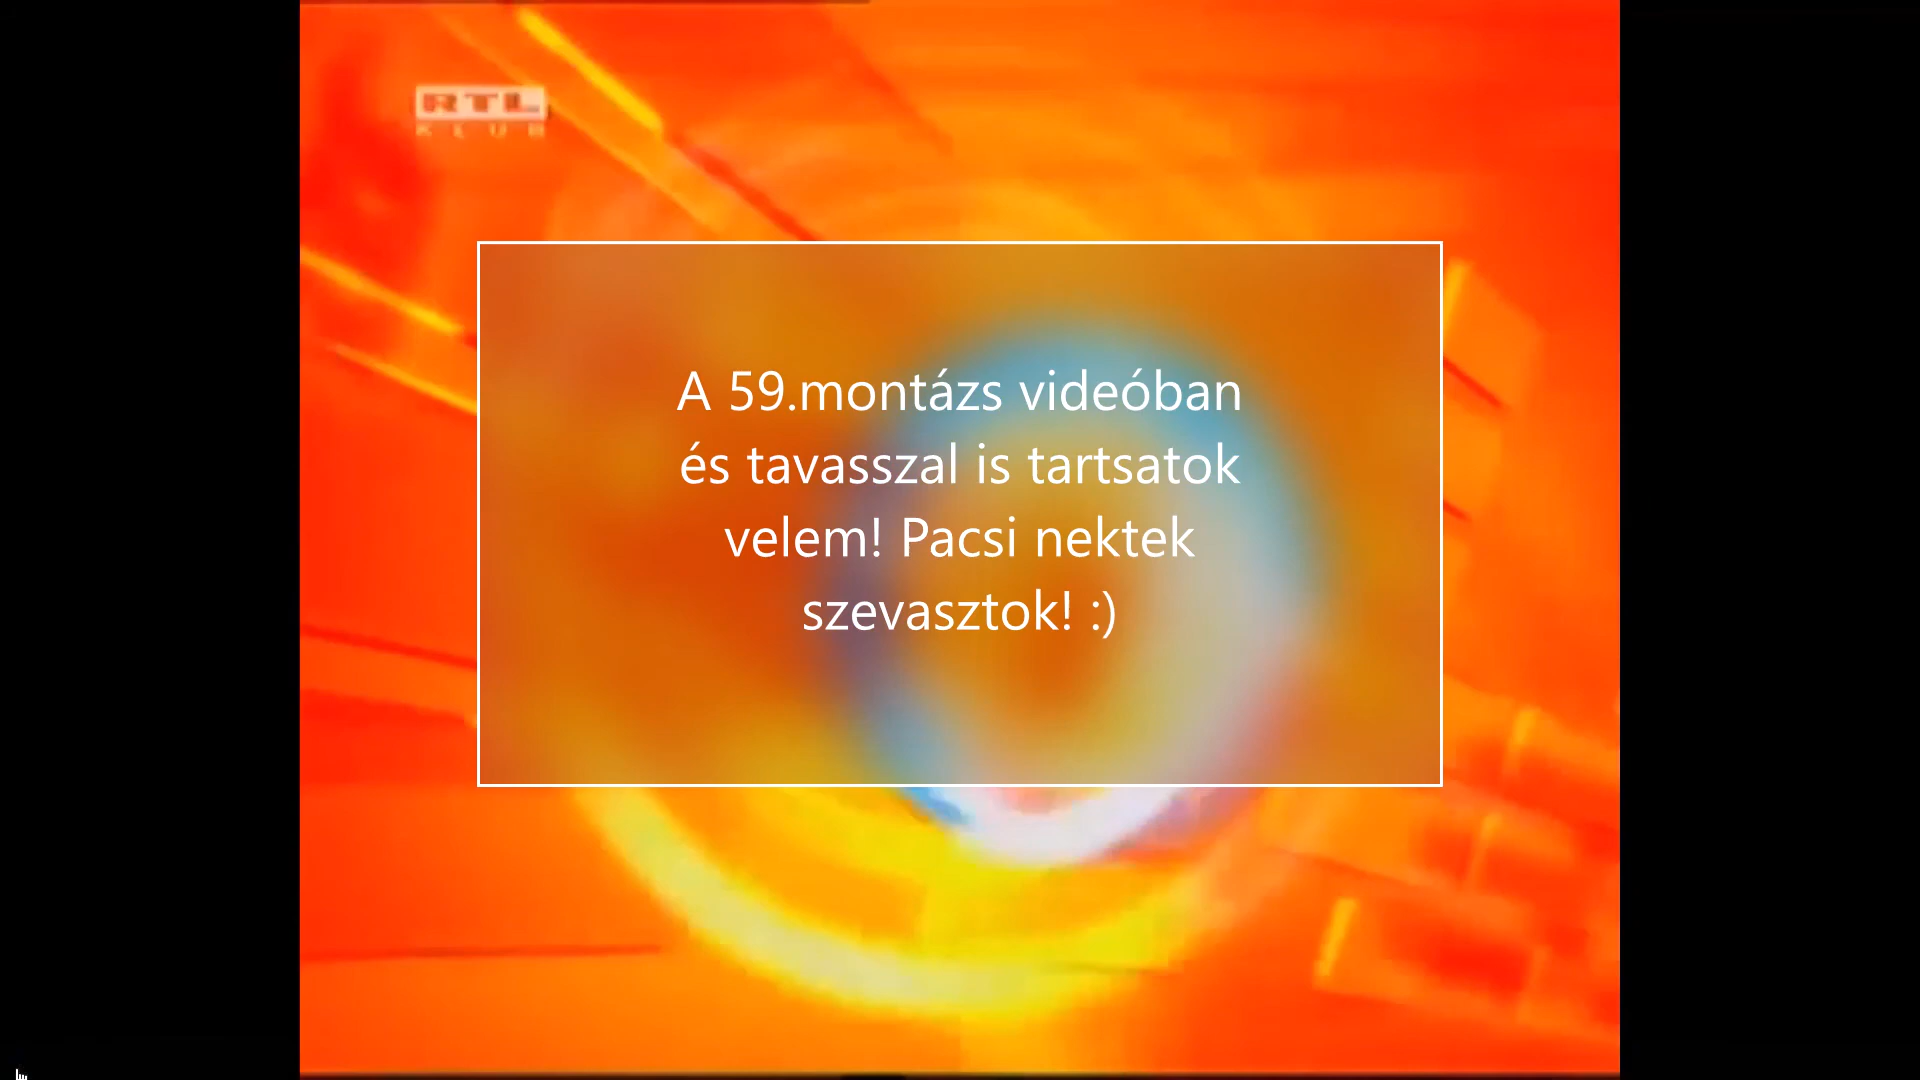 RTL
KLUB
A 59.montázs videóban
és tavasszal is tartsatok
velem! Pacsi nektek
szevasztok! :)